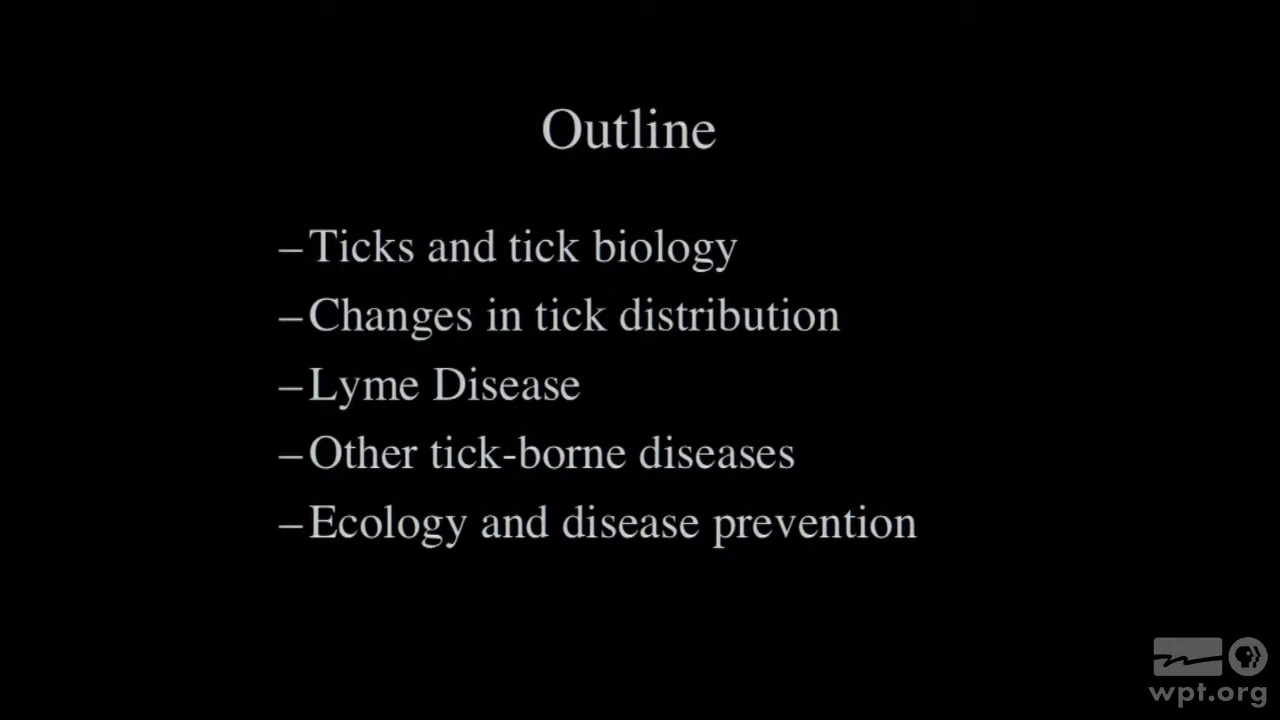 Outline
–Ticks and tick biology
–Changes in tick distribution
–Lyme Disease
–Other tick-borne diseases
–Ecology and disease prevention
wpt.org